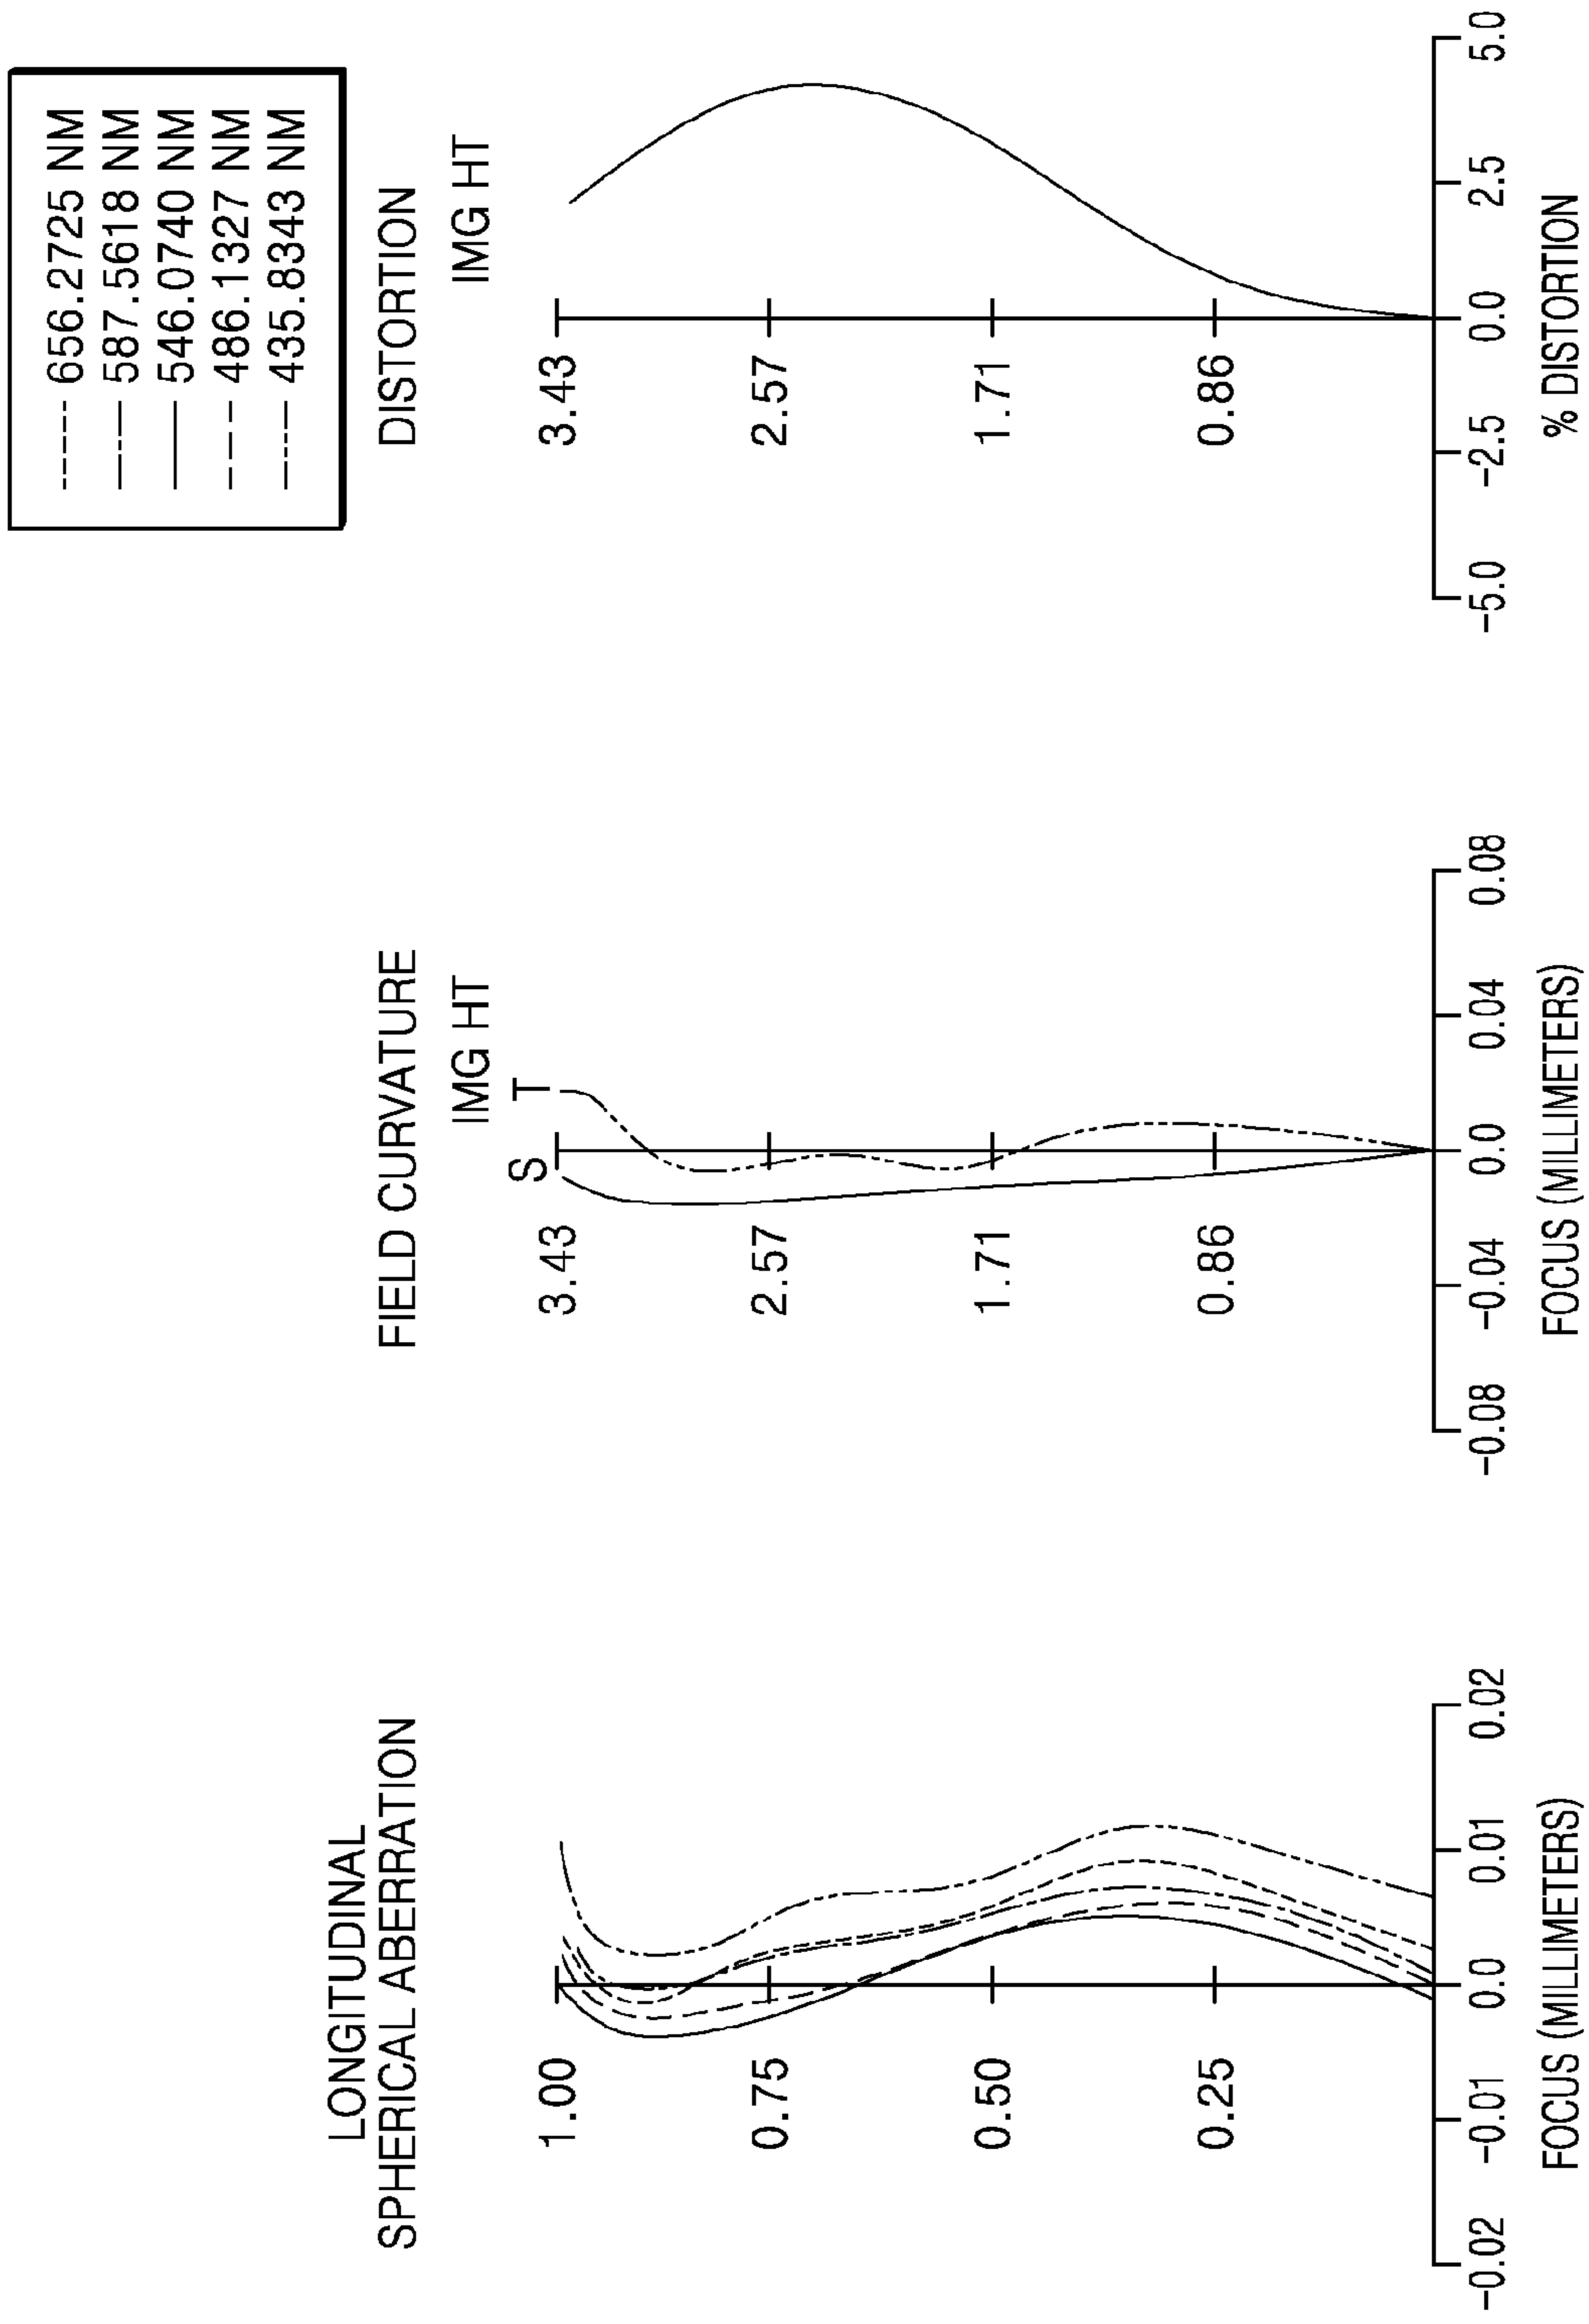 656.2725 NM
587.5618 NM
546.0740 NM
486.1327 NM
435.8343 NM
LONGITUDINAL
SPHERICAL ABERRATION
1.00
0.75
0.50
0.25
-0.02 -0.01 0.0 0.01 0.02
FOCUS (MILLIMETERS)
FIELD CURVATURE
IMG HT
S T
3.43
2.57
1.71
0.86
-0.08 -0.04 0.0 0.04 0.08
FOCUS (MILLIMETERS)
DISTORTION
IMG HT
3.43
2.57
1.71
0.86
-5.0 -2.5 0.0 2.5 5.0
% DISTORTION